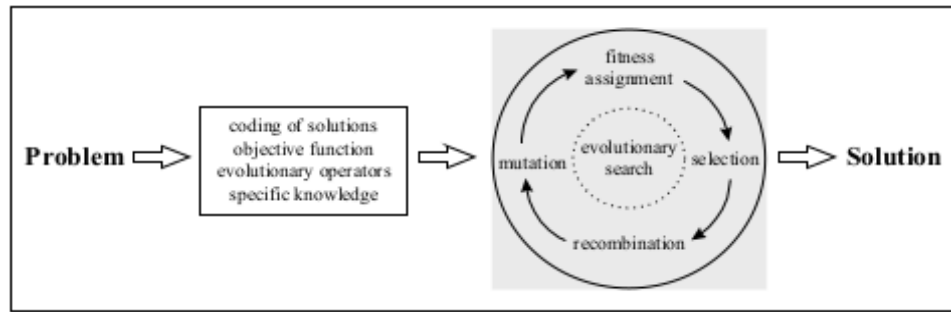 Problem
coding of solutions
objective function
evolutionary operators
specific knowledge
fitness
assignment
mutation
evolutionary
search
selection
recombination
Solution